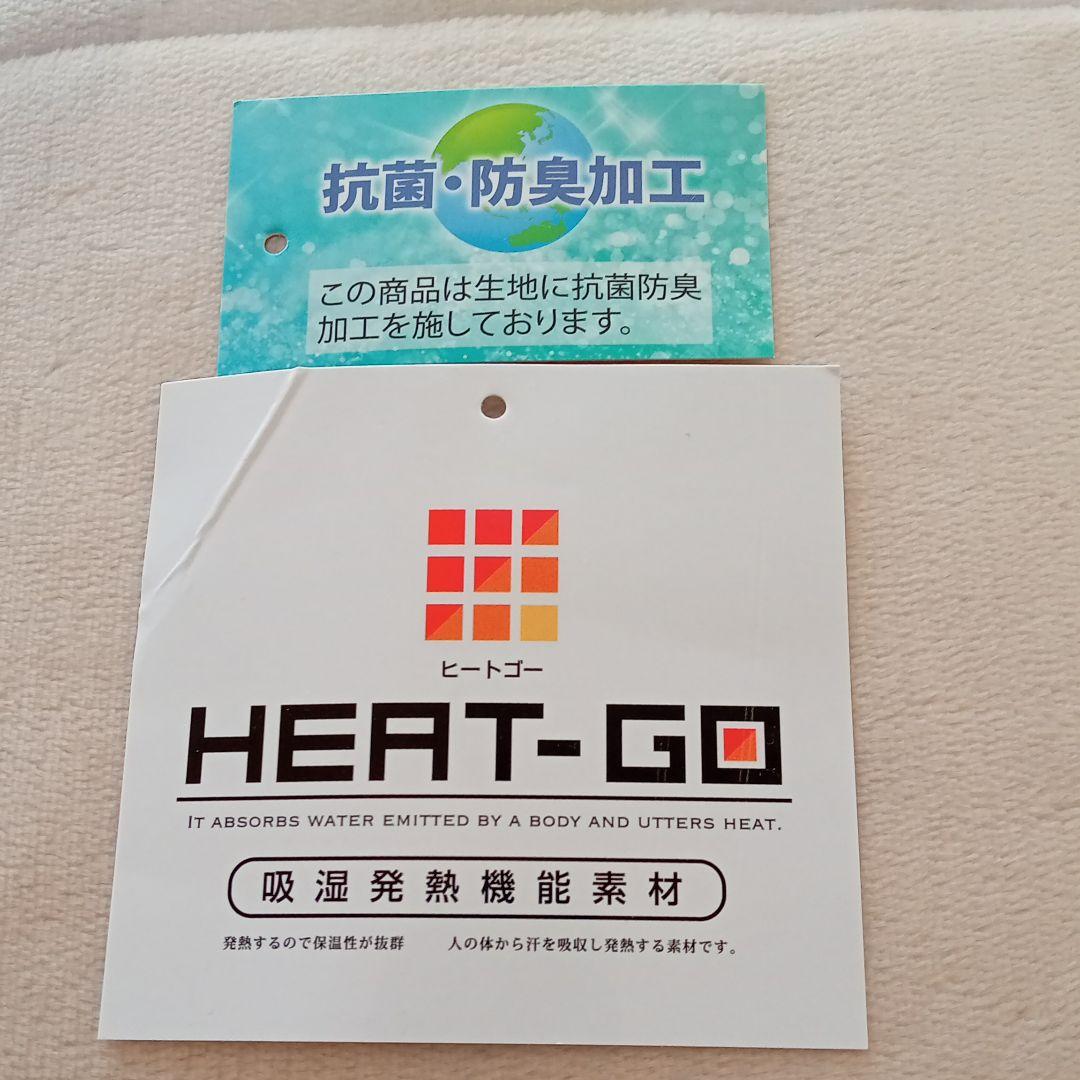 抗菌・防臭加工
この商品は生地に抗菌防臭
加工を施しております。
ヒートゴー
HEAT-GO
IT ABSORBS WATER EMITTED BY A BODY AND UTTERS HEAT.
吸湿発熱機能素材
発熱するので保温性が抜群　人の体から汗を吸収し発熱する素材です。